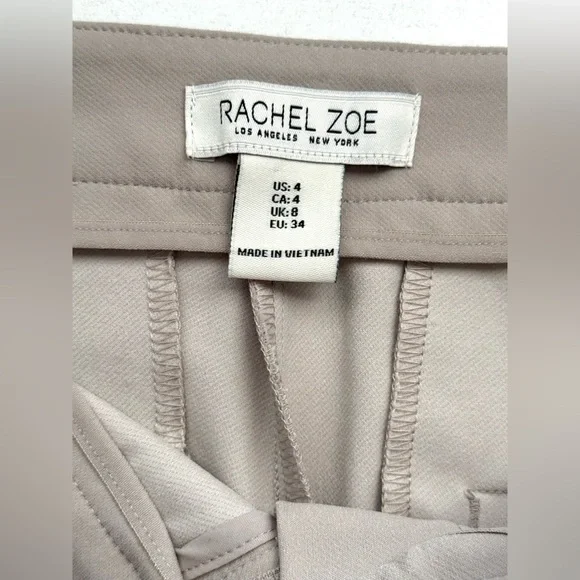 RACHEL ZOE
LOS ANGELES NEW YORK
US: 4
CA: 4
UK: 8
EU: 34
MADE IN VIETNAM